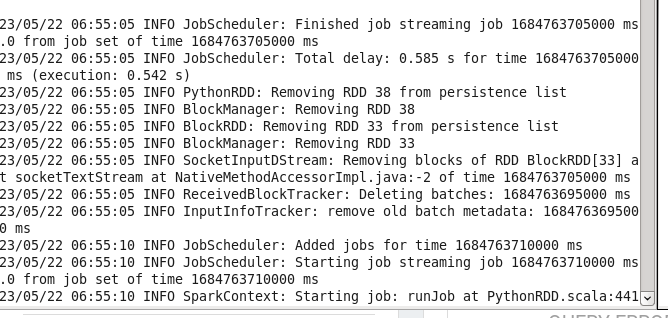 23/05/22 06:55:05 INFO JobScheduler: Finished job streaming job 1684763705000 ms
.0 from job set of time 1684763705000 ms
23/05/22 06:55:05 INFO JobScheduler: Total delay: 0.585 s for time 1684763705000
ms (execution: 0.542 s)
23/05/22 06:55:05 INFO PythonRDD: Removing RDD 38 from persistence list
23/05/22 06:55:05 INFO BlockManager: Removing RDD 38
23/05/22 06:55:05 INFO BlockRDD: Removing RDD 33 from persistence list
23/05/22 06:55:05 INFO BlockManager: Removing RDD 33
23/05/22 06:55:05 INFO SocketInputDStream: Removing blocks of RDD BlockRDD[33] a
t socketTextStream at NativeMethodAccessorImpl.java:-2 of time 1684763705000 ms
23/05/22 06:55:05 INFO ReceivedBlockTracker: Deleting batches: 1684763695000 ms
23/05/22 06:55:05 INFO InputInfoTracker: remove old batch metadata: 168476369500
0 ms
23/05/22 06:55:10 INFO JobScheduler: Added jobs for time 1684763710000 ms
23/05/22 06:55:10 INFO JobScheduler: Starting job streaming job 1684763710000 ms
.0 from job set of time 1684763710000 ms
23/05/22 06:55:10 INFO SparkContext: Starting job: runJob at PythonRDD.scala:441